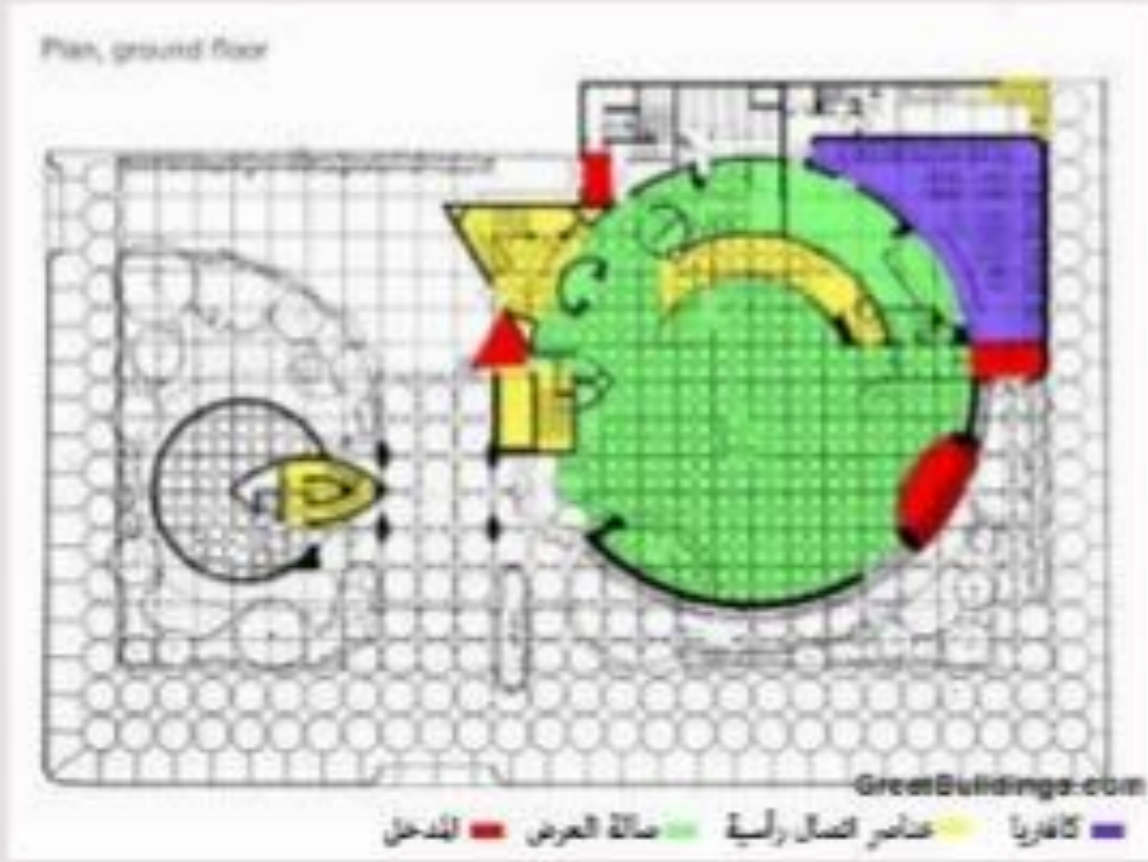 Plan, ground floor
GreatBuildings.com
كافتريا عناصر اتصال رأسية صالة العرض المدخل